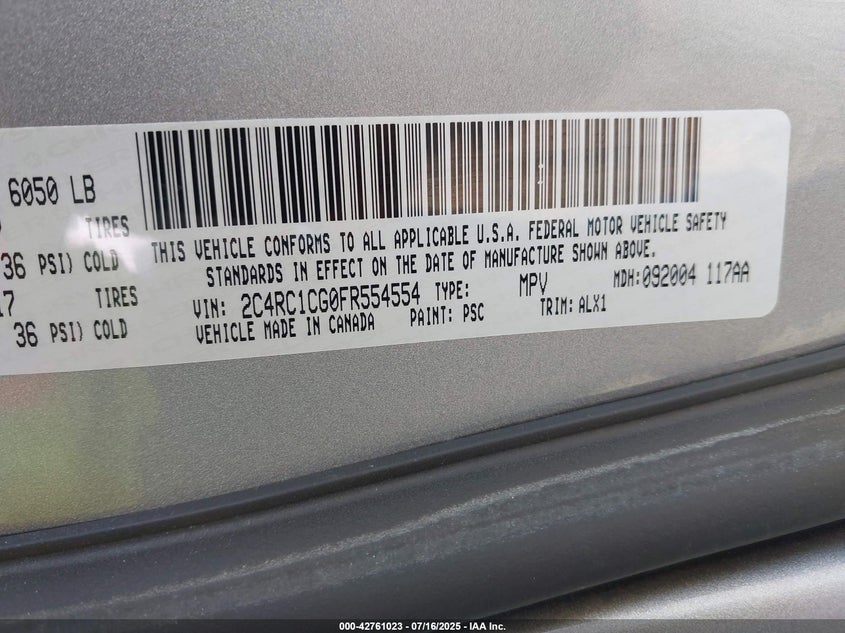 6050 LB
TIRES
36 PSI) COLD
17 TIRES
36 PSI) COLD
THIS VEHICLE CONFORMS TO ALL APPLICABLE U.S.A. FEDERAL MOTOR VEHICLE SAFETY
STANDARDS IN EFFECT ON THE DATE OF MANUFACTURE SHOWN ABOVE.
VIN: 2C4RC1CG0FR554554 TYPE: MPV MDH:092004 117AA
VEHICLE MADE IN CANADA PAINT: PSC TRIM: ALX1
000-42761023 / 07/16/2025 - IAA Inc.